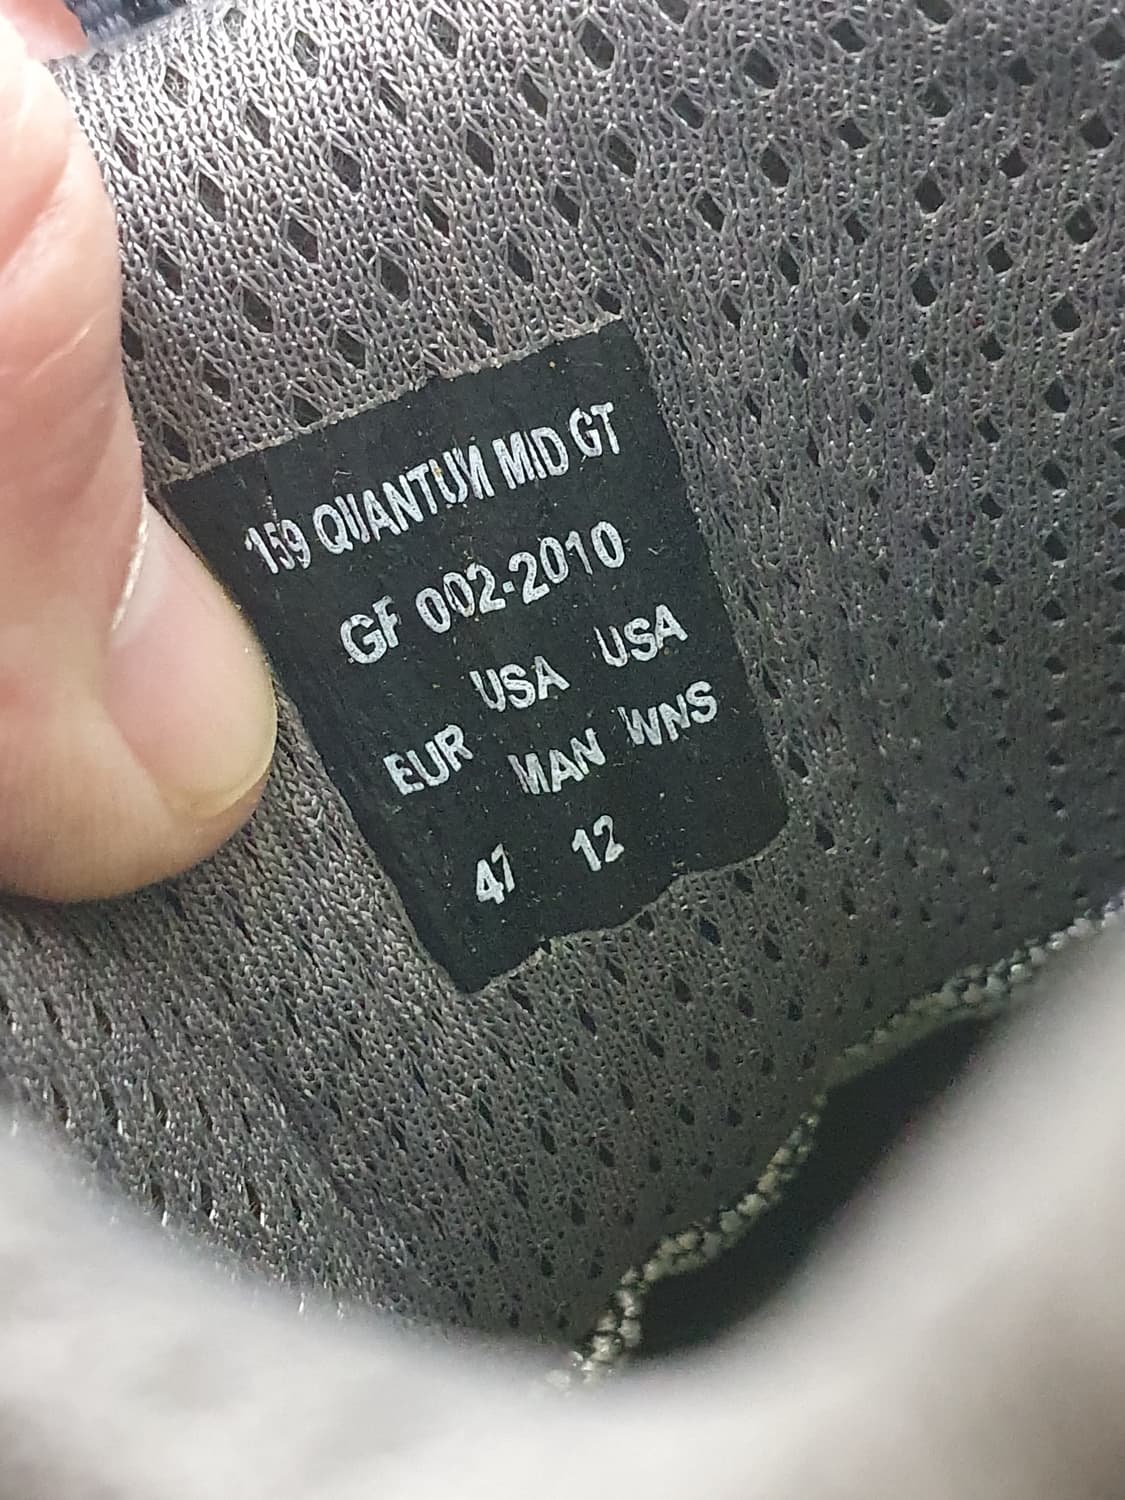 159 QUANTUM MID GT
GF 002-2010
USA USA
EUR MAN WNS
47 12